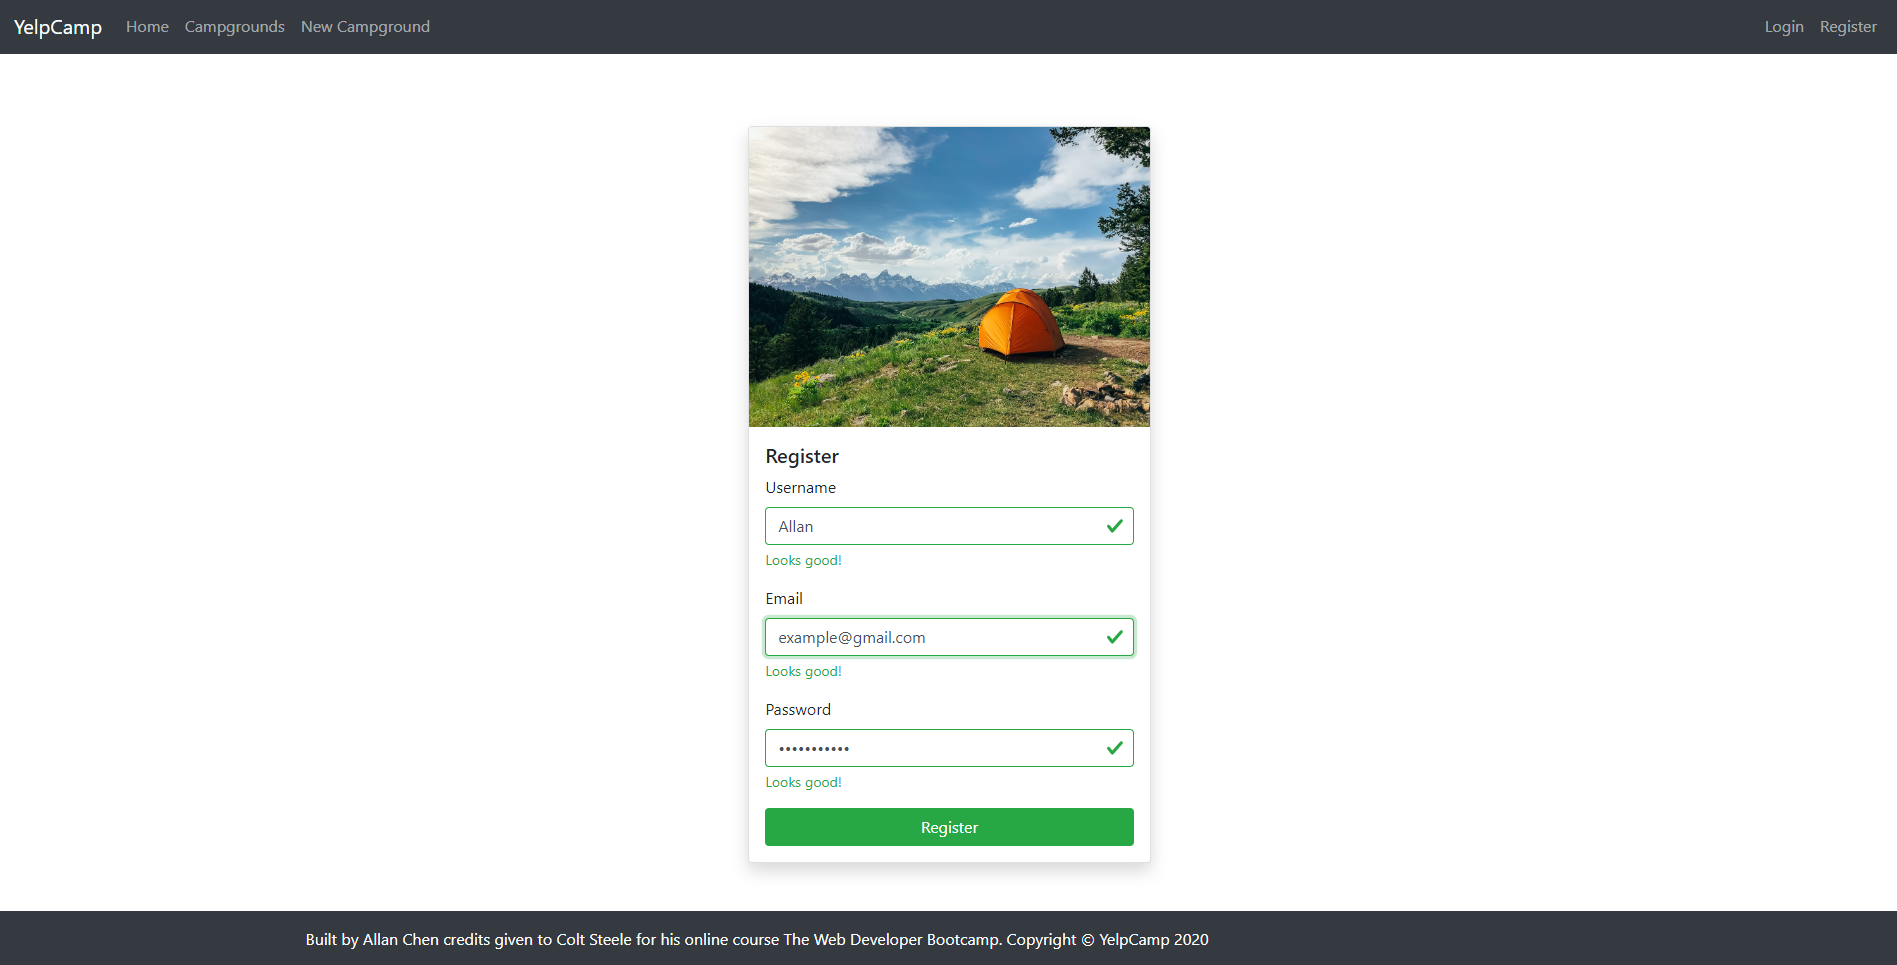 YelpCamp Home Campgrounds New Campground Login Register
Register
Username
Allan
Looks good!
Email
example@gmail.com
Looks good!
Password
•••••••••••
Looks good!
Register
Built by Allan Chen credits given to Colt Steele for his online course The Web Developer Bootcamp. Copyright © YelpCamp 2020